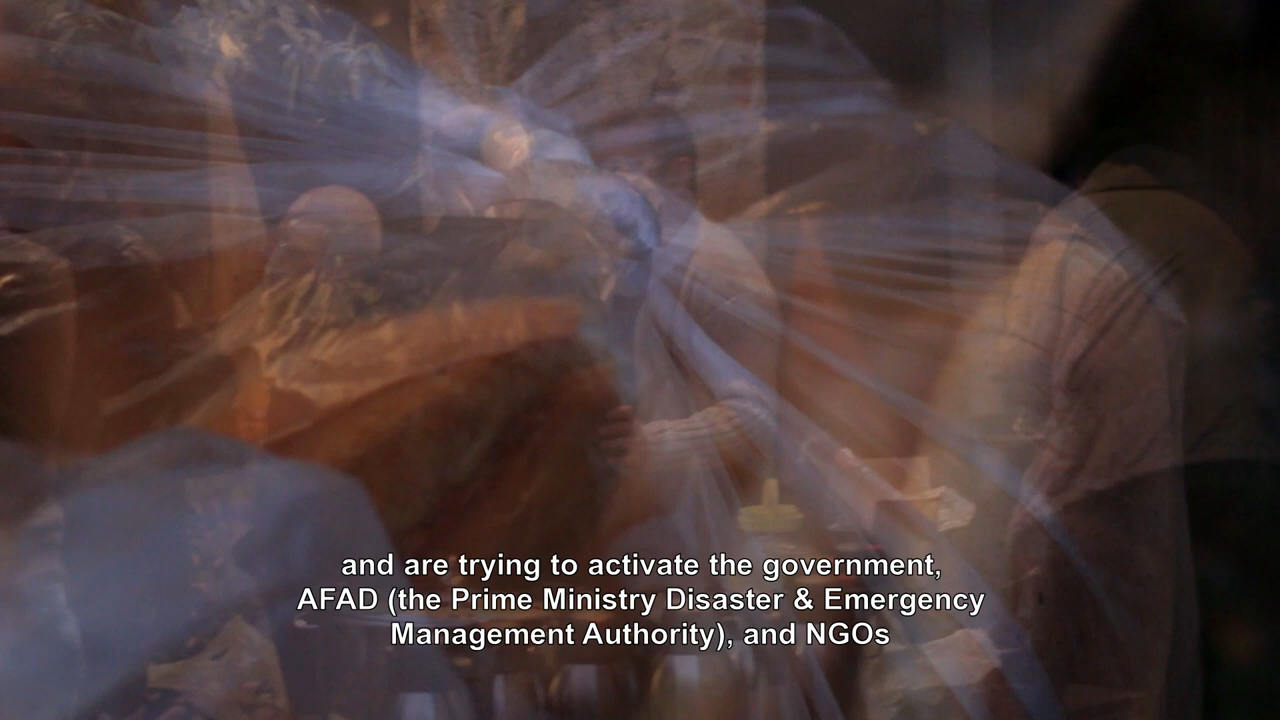 and are trying to activate the government,
AFAD (the Prime Ministry Disaster & Emergency
Management Authority), and NGOs